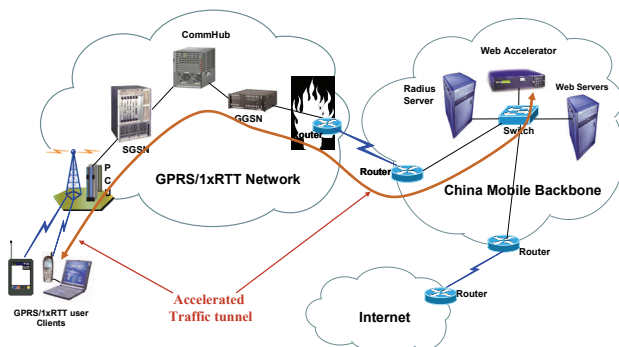 CommHub
Web Accelerator
Radius
Server
Web Servers
SGSN
GGSN
Router
Switch
P
C
U
GPRS/1xRTT Network
Router
China Mobile Backbone
Router
Accelerated
Traffic tunnel
Router
GPRS/1xRTT user
Clients
Internet